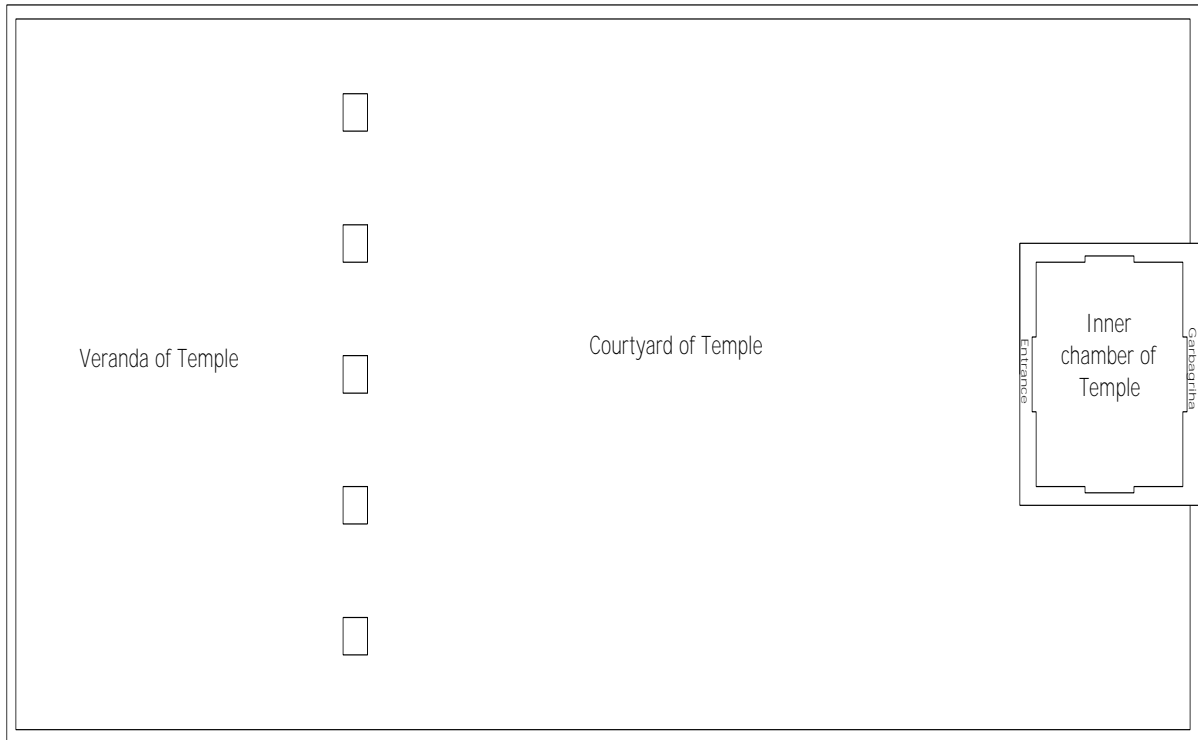 Veranda of Temple
Courtyard of Temple
Entrance
Inner
chamber of
Temple
Garbagriha